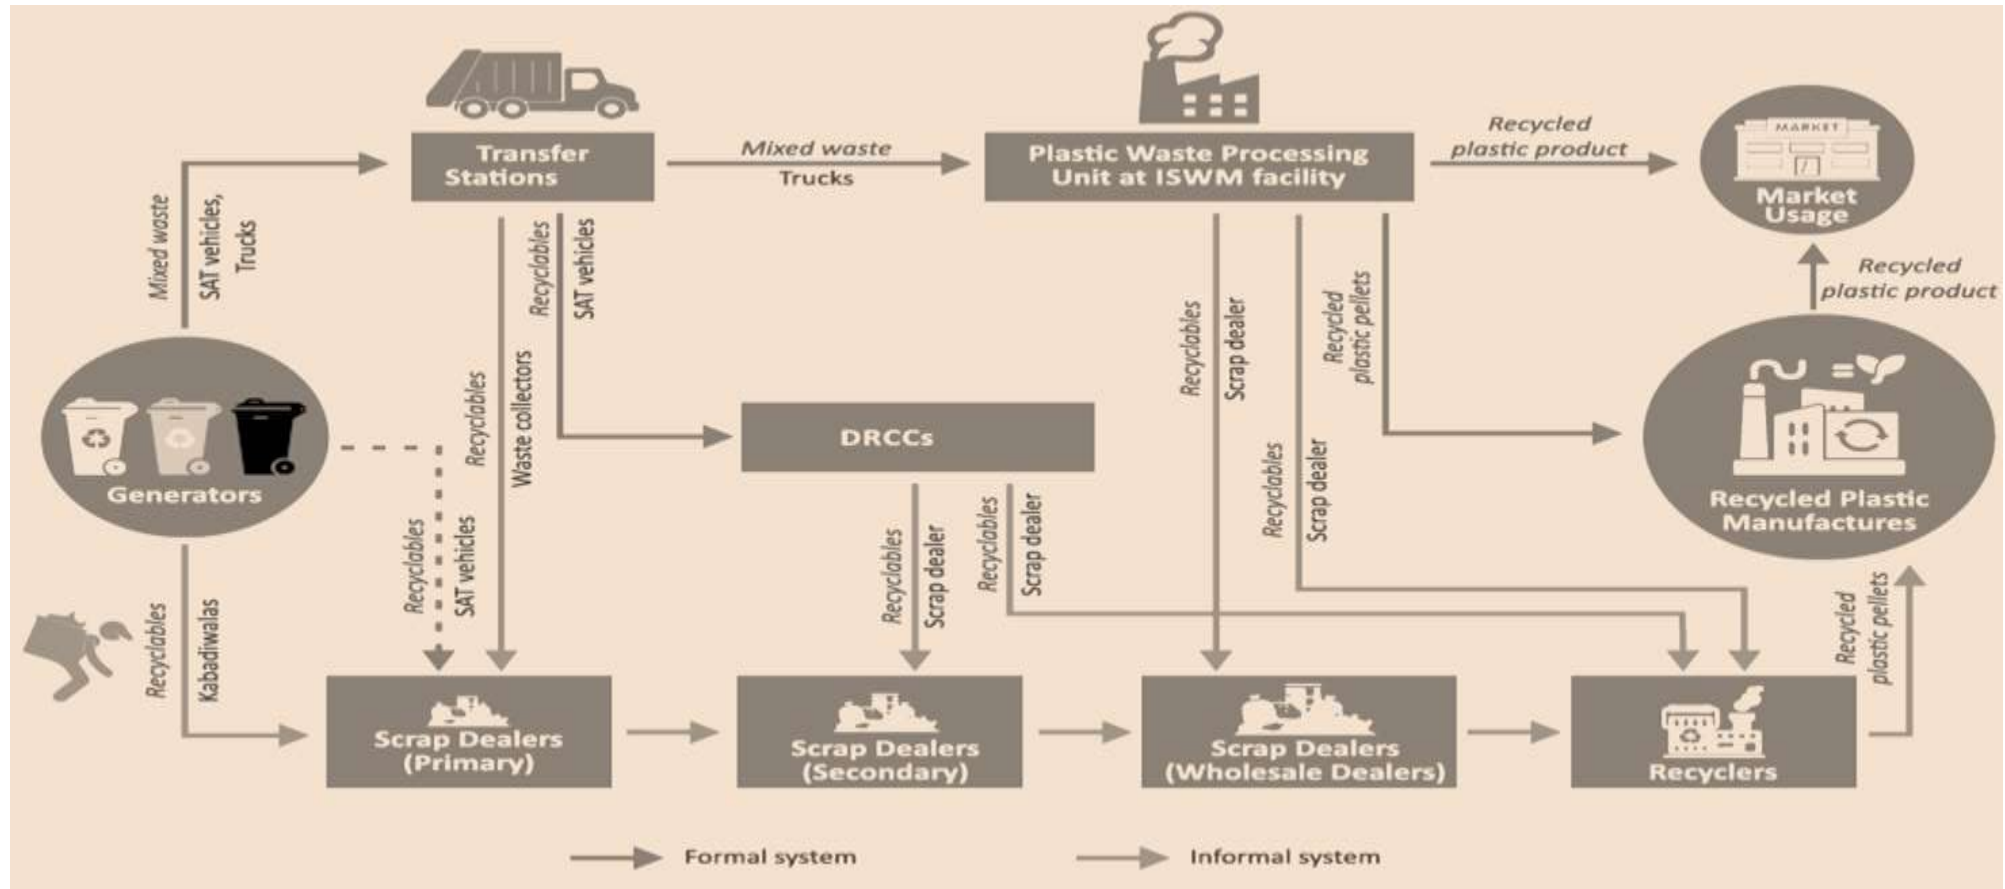 Transfer
Stations
Mixed waste
Trucks
Plastic Waste Processing
Unit at ISWM facility
Recycled
plastic product
MARKET
Market
Usage
Mixed waste
SAT vehicles,
Trucks
Recyclables
SAT vehicles
Recyclables
Waste collectors
Recyclables
Scrap dealer
Recyclables
Scrap dealer
Recycled
plastic pellets
Recycled
plastic product
Generators
DRCCs
Recycled Plastic
Manufactures
Recyclables
Kabadiwalas
Recyclables
SAT vehicles
Recyclables
Scrap dealer
Recyclables
Scrap dealer
Recycled
plastic pellets
Scrap Dealers
(Primary)
Scrap Dealers
(Secondary)
Scrap Dealers
(Wholesale Dealers)
Recyclers
Formal system
Informal system